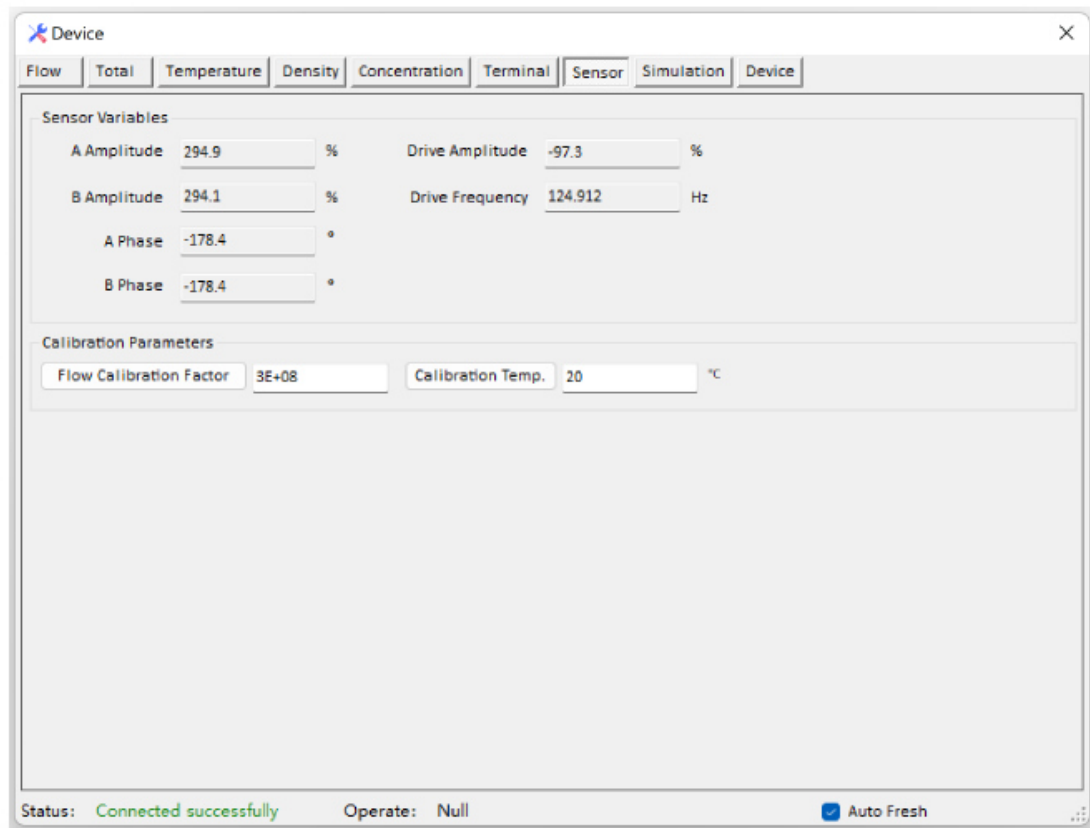 Device
Flow Total Temperature Density Concentration Terminal Sensor Simulation Device
Sensor Variables
A Amplitude 294.9 % Drive Amplitude -97.3 %
B Amplitude 294.1 % Drive Frequency 124.912 Hz
A Phase -178.4 °
B Phase -178.4 °
Calibration Parameters
Flow Calibration Factor 3E+08 Calibration Temp. 20 °C
Status: Connected successfully Operate: Null Auto Fresh